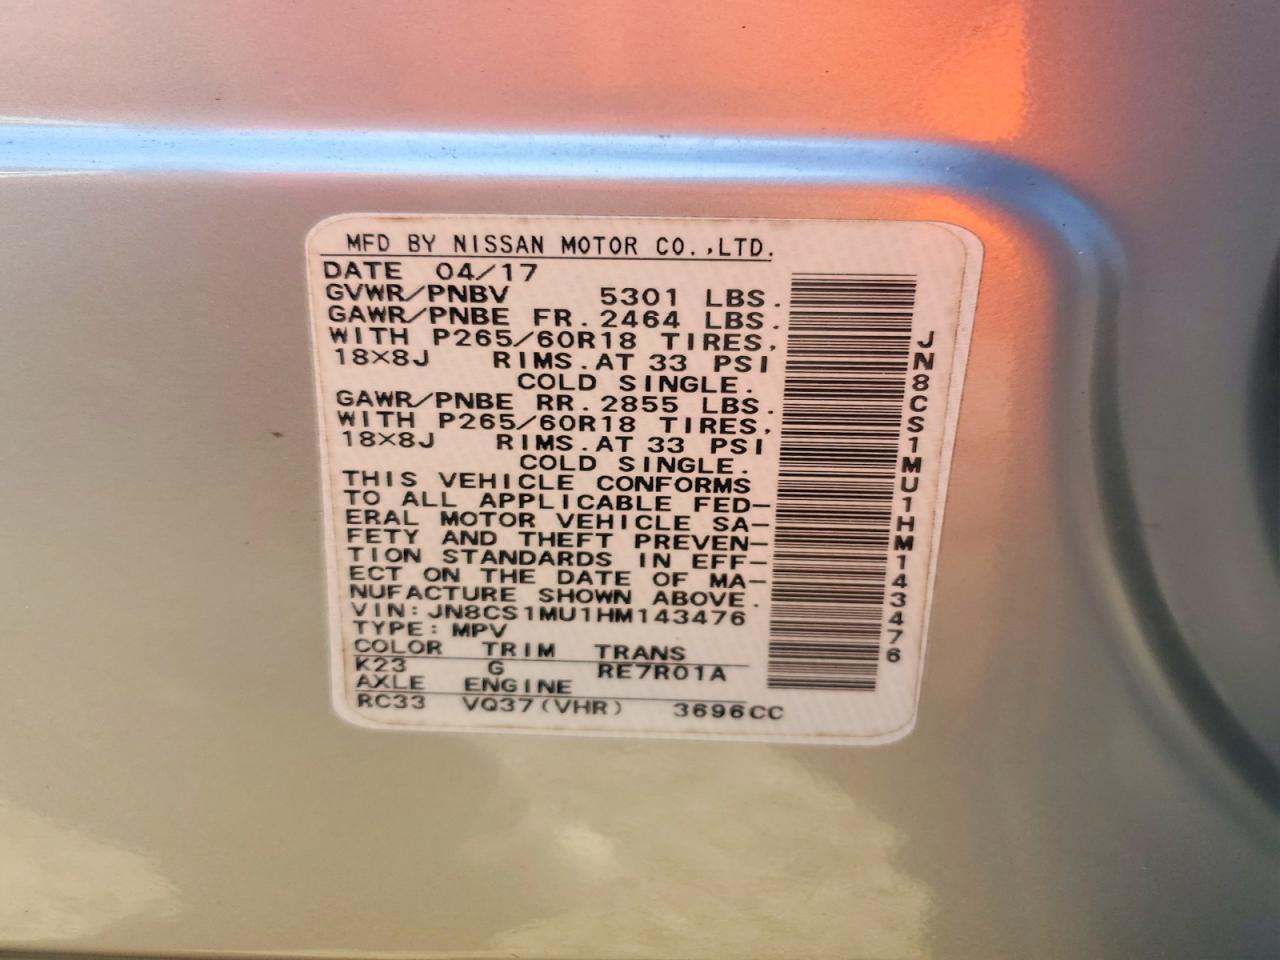 MFD BY NISSAN MOTOR CO.,LTD.
DATE 04/17
GVWR/PNBV 5301 LBS.
GAWR/PNBE FR. 2464 LBS.
WITH P265/60R18 TIRES,
18×8J RIMS. AT 33 PSI
COLD SINGLE.
GAWR/PNBE RR. 2855 LBS.
WITH P265/60R18 TIRES,
18×8J RIMS. AT 33 PSI
COLD SINGLE.
THIS VEHICLE CONFORMS
TO ALL APPLICABLE FED-
ERAL MOTOR VEHICLE SA-
FETY AND THEFT PREVEN-
TION STANDARDS IN EFF-
ECT ON THE DATE OF MA-
NUFACTURE SHOWN ABOVE.
VIN: JN8CS1MU1HM143476
TYPE: MPV
COLOR TRIM TRANS
K23 G RE7R01A
AXLE ENGINE
RC33 VQ37(VHR) 3696CC
JN8CS1MU1HM143476